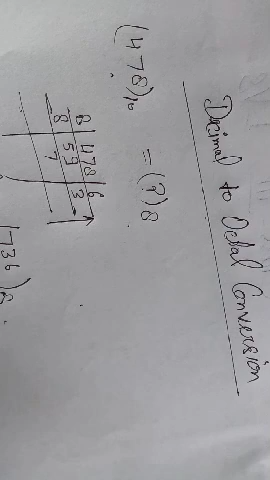 Decimal to Octal Conversion
(478)10 = (?)8
8 478 6
8 59 3
7
(736)8